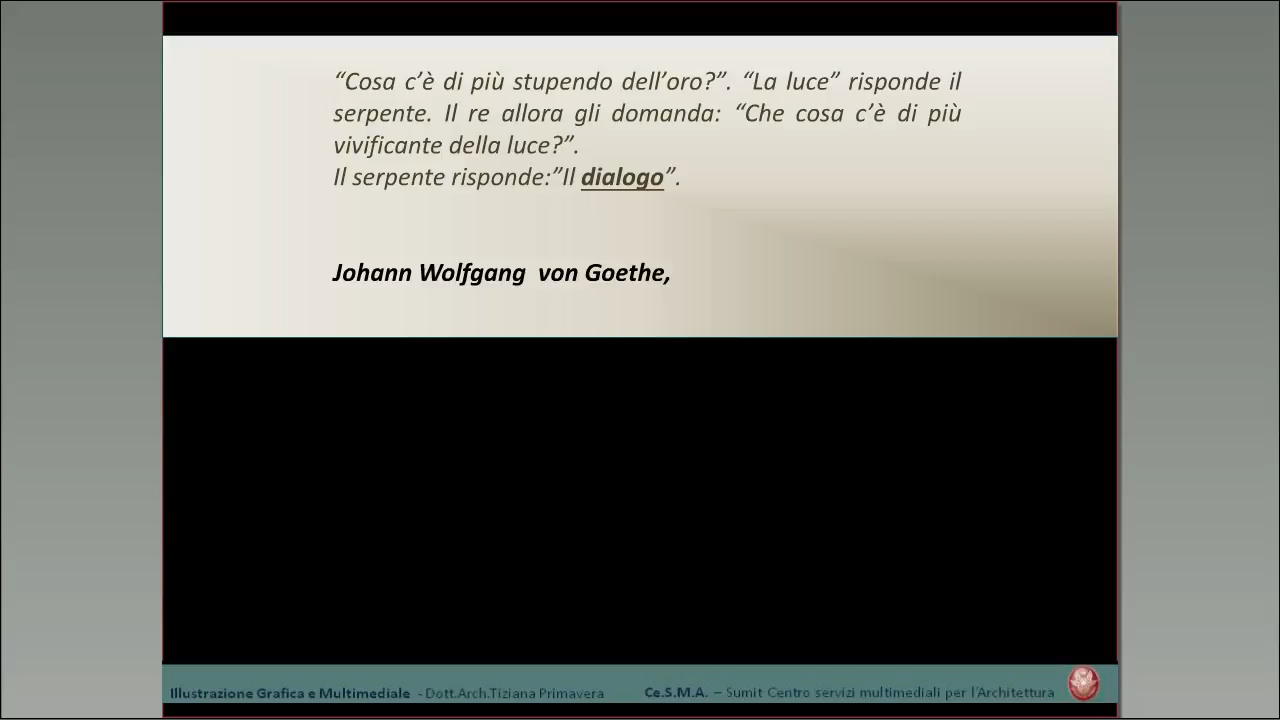 “Cosa c’è di più stupendo dell’oro?”. “La luce” risponde il
serpente. Il re allora gli domanda: “Che cosa c’è di più
vivificante della luce?”.
Il serpente risponde:”Il dialogo”.
Johann Wolfgang  von Goethe,
Illustrazione Grafica e Multimediale  - Dott.Arch.Tiziana Primavera
Ce.S.M.A. – Sumit Centro servizi multimediali per l’Architettura